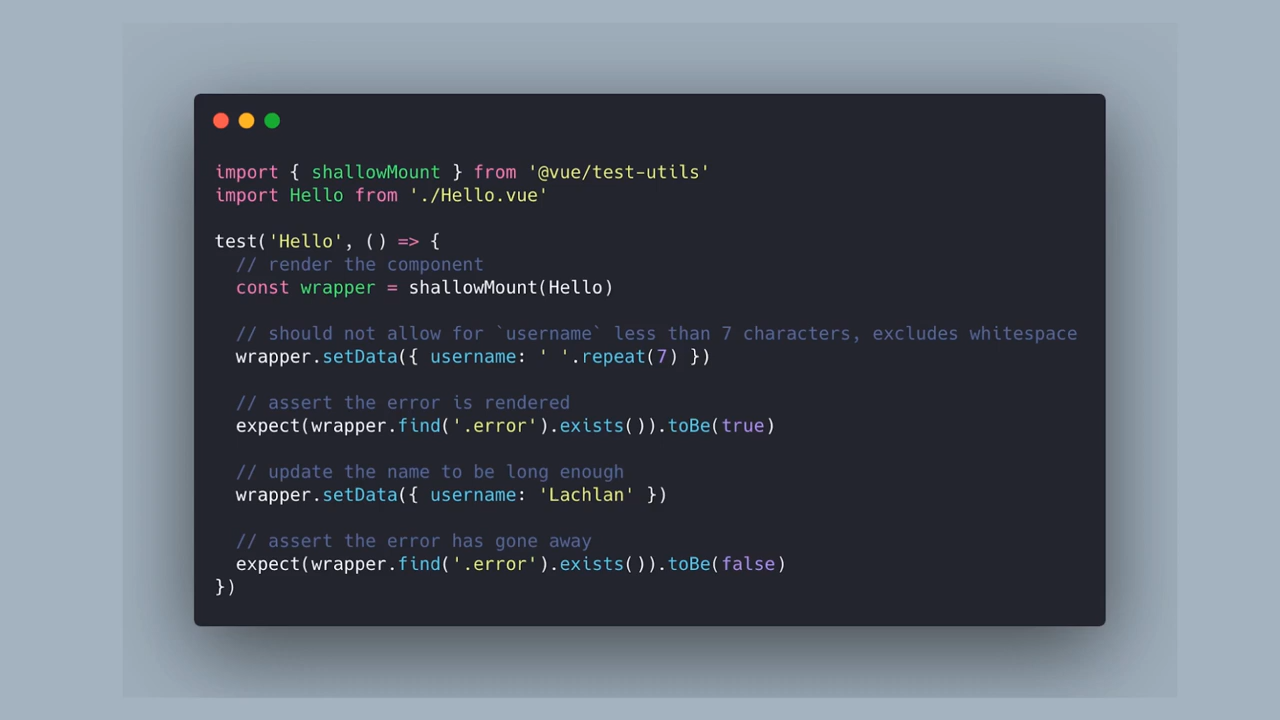 import { shallowMount } from '@vue/test-utils'
import Hello from './Hello.vue'
test('Hello', () => {
// render the component
const wrapper = shallowMount(Hello)
// should not allow for `username` less than 7 characters, excludes whitespace
wrapper.setData({ username: ' '.repeat(7) })
// assert the error is rendered
expect(wrapper.find('.error').exists()).toBe(true)
// update the name to be long enough
wrapper.setData({ username: 'Lachlan' })
// assert the error has gone away
expect(wrapper.find('.error').exists()).toBe(false)
})